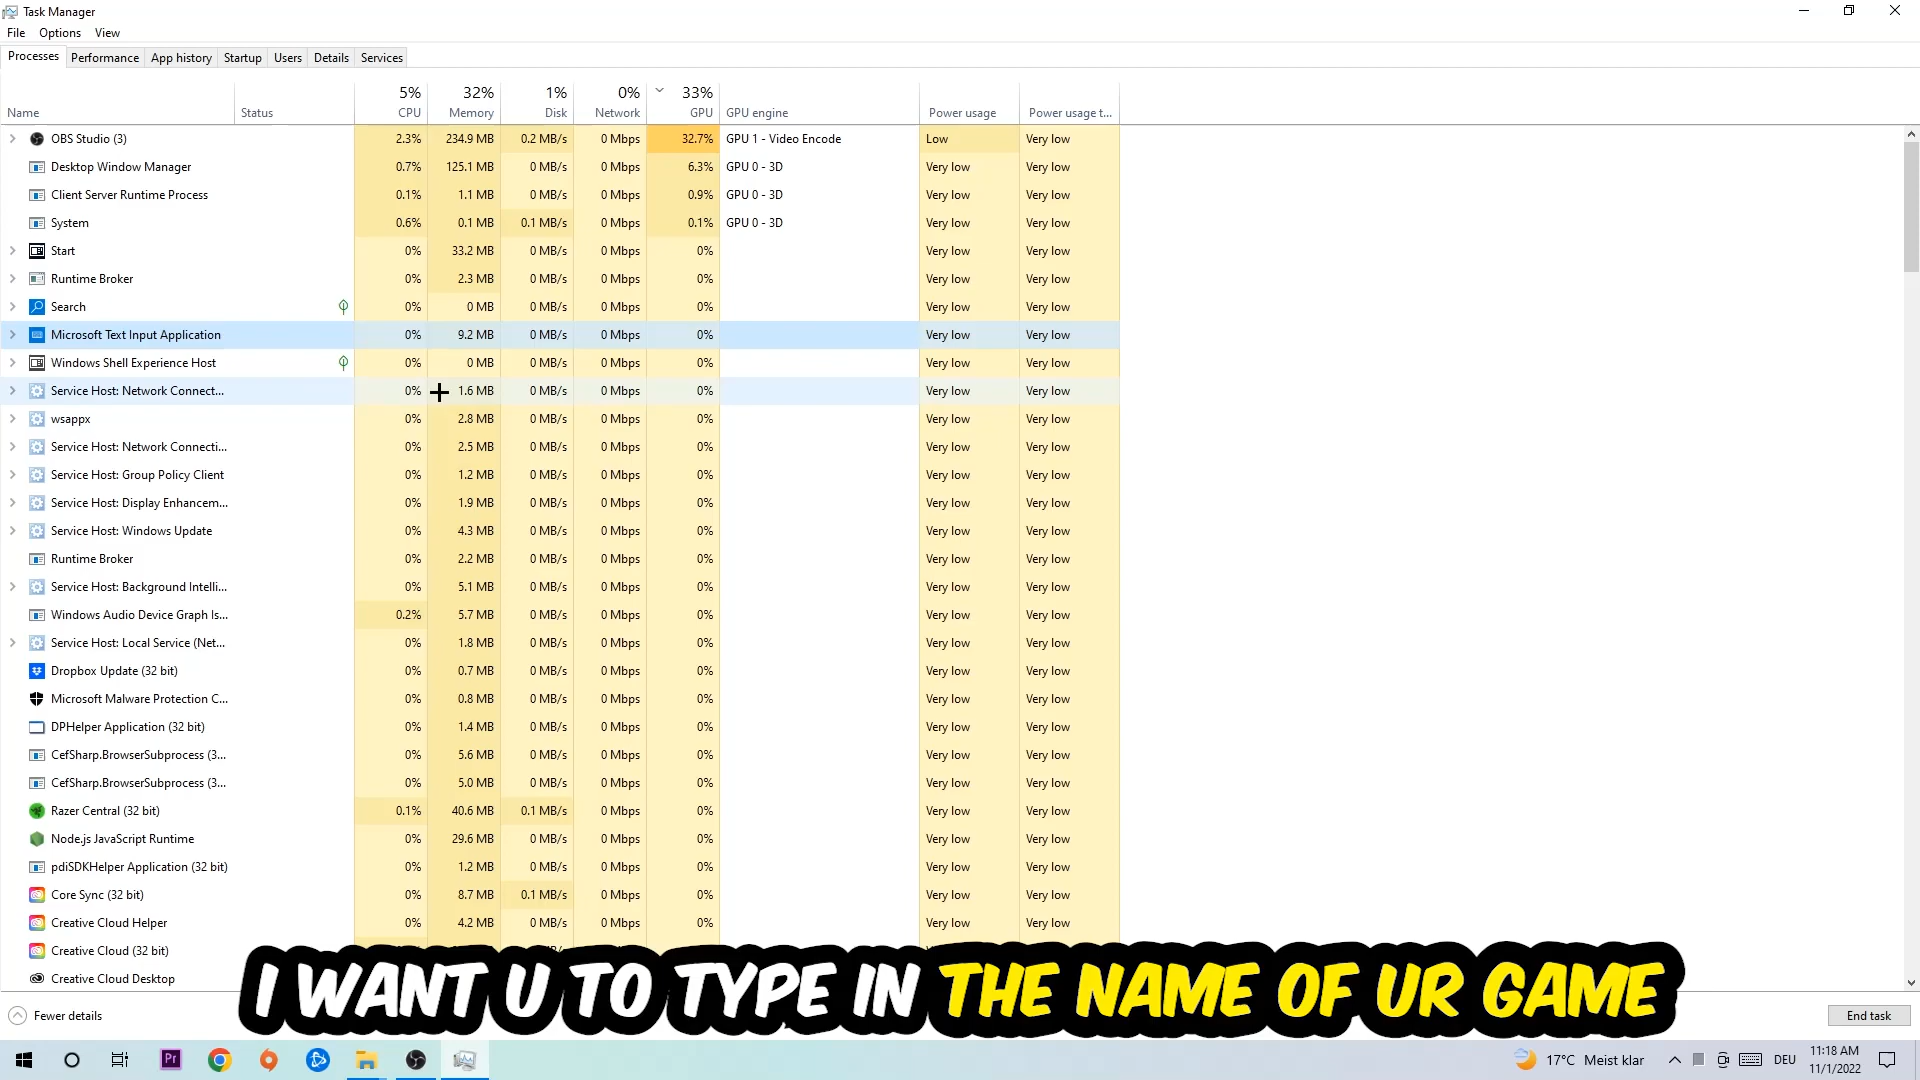 Task Manager
File Options View
Processes Performance App history Startup Users Details Services
5% 32% 1% 0% 33%
Name Status CPU Memory Disk Network GPU GPU engine Power usage Power usage t...
OBS Studio (3) 2.3% 234.9 MB 0.2 MB/s 0 Mbps 32.7% GPU 1 - Video Encode Low Very low
Desktop Window Manager 0.7% 125.1 MB 0 MB/s 0 Mbps 6.3% GPU 0 - 3D Very low Very low
Client Server Runtime Process 0.1% 1.1 MB 0 MB/s 0 Mbps 0.9% GPU 0 - 3D Very low Very low
System 0.6% 0.1 MB 0.1 MB/s 0 Mbps 0.1% GPU 0 - 3D Very low Very low
Start 0% 33.2 MB 0 MB/s 0 Mbps 0% Very low Very low
Runtime Broker 0% 2.3 MB 0 MB/s 0 Mbps 0% Very low Very low
Search 0% 0 MB 0 MB/s 0 Mbps 0% Very low Very low
Microsoft Text Input Application 0% 9.2 MB 0 MB/s 0 Mbps 0% Very low Very low
Windows Shell Experience Host 0% 0 MB 0 MB/s 0 Mbps 0% Very low Very low
Service Host: Network Connect... 0% 1.6 MB 0 MB/s 0 Mbps 0% Very low Very low
wsappx 0% 2.8 MB 0 MB/s 0 Mbps 0% Very low Very low
Service Host: Network Connecti... 0% 2.5 MB 0 MB/s 0 Mbps 0% Very low Very low
Service Host: Group Policy Client 0% 1.2 MB 0 MB/s 0 Mbps 0% Very low Very low
Service Host: Display Enhancem... 0% 1.9 MB 0 MB/s 0 Mbps 0% Very low Very low
Service Host: Windows Update 0% 4.3 MB 0 MB/s 0 Mbps 0% Very low Very low
Runtime Broker 0% 2.2 MB 0 MB/s 0 Mbps 0% Very low Very low
Service Host: Background Intelli... 0% 5.1 MB 0 MB/s 0 Mbps 0% Very low Very low
Windows Audio Device Graph Is... 0.2% 5.7 MB 0 MB/s 0 Mbps 0% Very low Very low
Service Host: Local Service (Net... 0% 1.8 MB 0 MB/s 0 Mbps 0% Very low Very low
Dropbox Update (32 bit) 0% 0.7 MB 0 MB/s 0 Mbps 0% Very low Very low
Microsoft Malware Protection C... 0% 0.8 MB 0 MB/s 0 Mbps 0% Very low Very low
DPHelper Application (32 bit) 0% 1.4 MB 0 MB/s 0 Mbps 0% Very low Very low
CefSharp.BrowserSubprocess (3... 0% 5.6 MB 0 MB/s 0 Mbps 0% Very low Very low
CefSharp.BrowserSubprocess (3... 0% 5.0 MB 0 MB/s 0 Mbps 0% Very low Very low
Razer Central (32 bit) 0.1% 40.6 MB 0.1 MB/s 0 Mbps 0% Very low Very low
Node.js JavaScript Runtime 0% 29.6 MB 0 MB/s 0 Mbps 0% Very low Very low
pdiSDKHelper Application (32 bit) 0% 1.2 MB 0 MB/s 0 Mbps 0% Very low Very low
Core Sync (32 bit) 0% 8.7 MB 0.1 MB/s 0 Mbps 0% Very low Very low
Creative Cloud Helper 0% 4.2 MB 0 MB/s 0 Mbps 0% Very low Very low
Creative Cloud (32 bit)
Creative Cloud Desktop
I WANT U TO TYPE IN THE NAME OF UR GAME
Fewer details End task
Pr 17°C Meist klar DEU 11:18 AM
11/1/2022